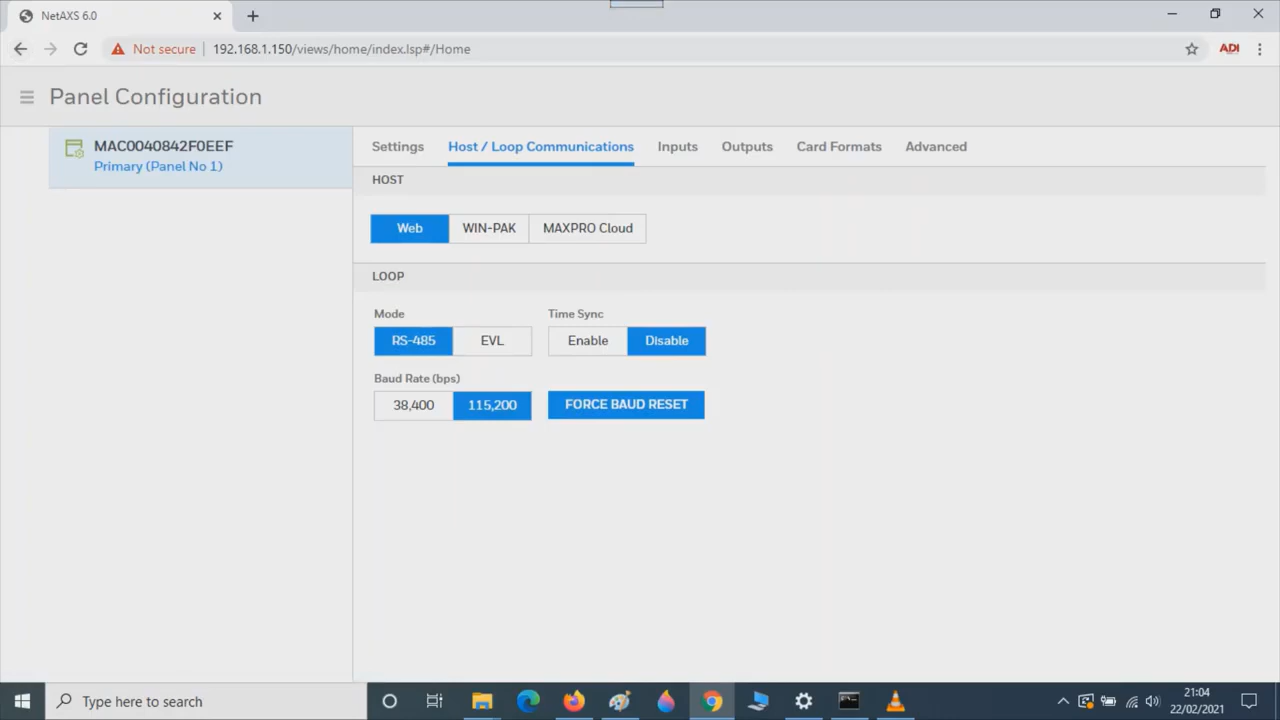 NetAXS 6.0
Not secure
192.168.1.150/views/home/index.lsp#/Home
ADI
Panel Configuration
MAC0040842F0EEF
Primary (Panel No 1)
Settings Host / Loop Communications Inputs Outputs Card Formats Advanced
HOST
Web WIN-PAK MAXPRO Cloud
LOOP
Mode Time Sync
RS-485 EVL Enable Disable
Baud Rate (bps)
38,400 115,200 FORCE BAUD RESET
Type here to search
21:04
22/02/2021